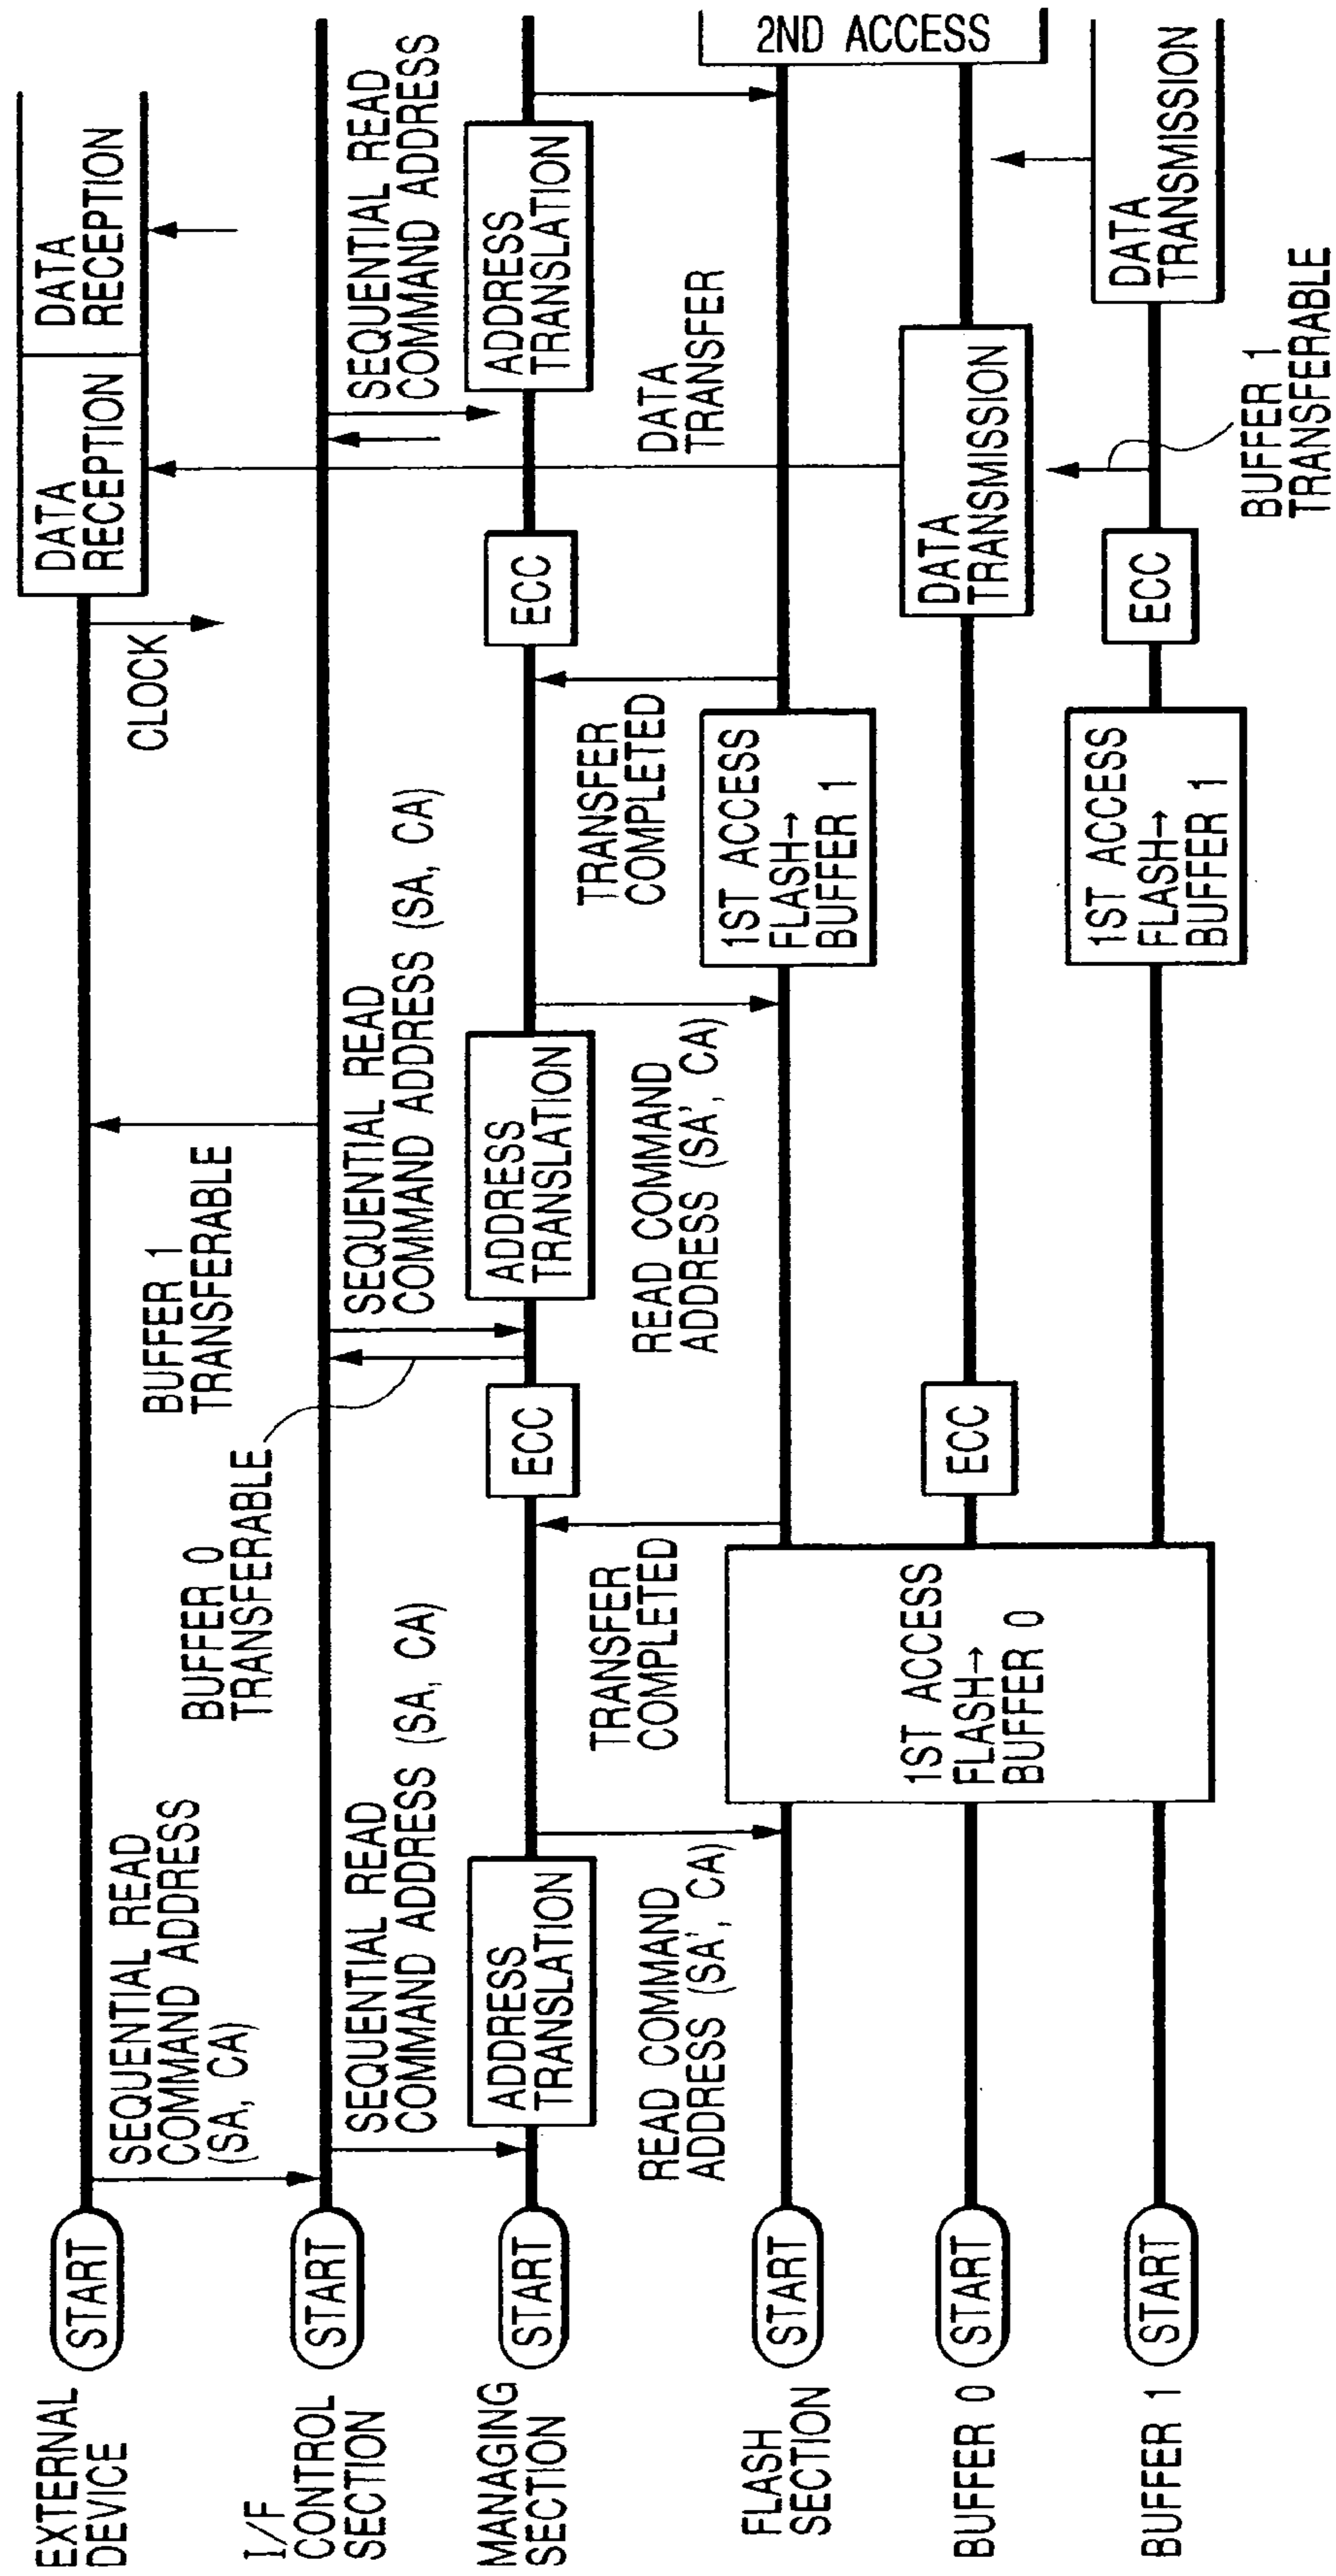 EXTERNAL
DEVICE
START
SEQUENTIAL READ
COMMAND ADDRESS
(SA, CA)
BUFFER 0
TRANSFERABLE
BUFFER 1
TRANSFERABLE
CLOCK
DATA
RECEPTION
DATA
RECEPTION
I/F
CONTROL
SECTION
START
SEQUENTIAL READ
COMMAND ADDRESS (SA, CA)
SEQUENTIAL READ
COMMAND ADDRESS (SA, CA)
SEQUENTIAL READ
COMMAND ADDRESS
MANAGING
SECTION
START
ADDRESS
TRANSLATION
ECC
ADDRESS
TRANSLATION
ECC
ADDRESS
TRANSLATION
READ COMMAND
ADDRESS (SA', CA)
TRANSFER
COMPLETED
READ COMMAND
ADDRESS (SA', CA)
TRANSFER
COMPLETED
DATA
TRANSFER
FLASH
SECTION
START
1ST ACCESS
FLASH→
BUFFER 0
1ST ACCESS
FLASH→
BUFFER 1
2ND ACCESS
BUFFER 0
START
ECC
DATA
TRANSMISSION
BUFFER 1
START
1ST ACCESS
FLASH→
BUFFER 1
ECC
DATA
TRANSMISSION
BUFFER 1
TRANSFERABLE